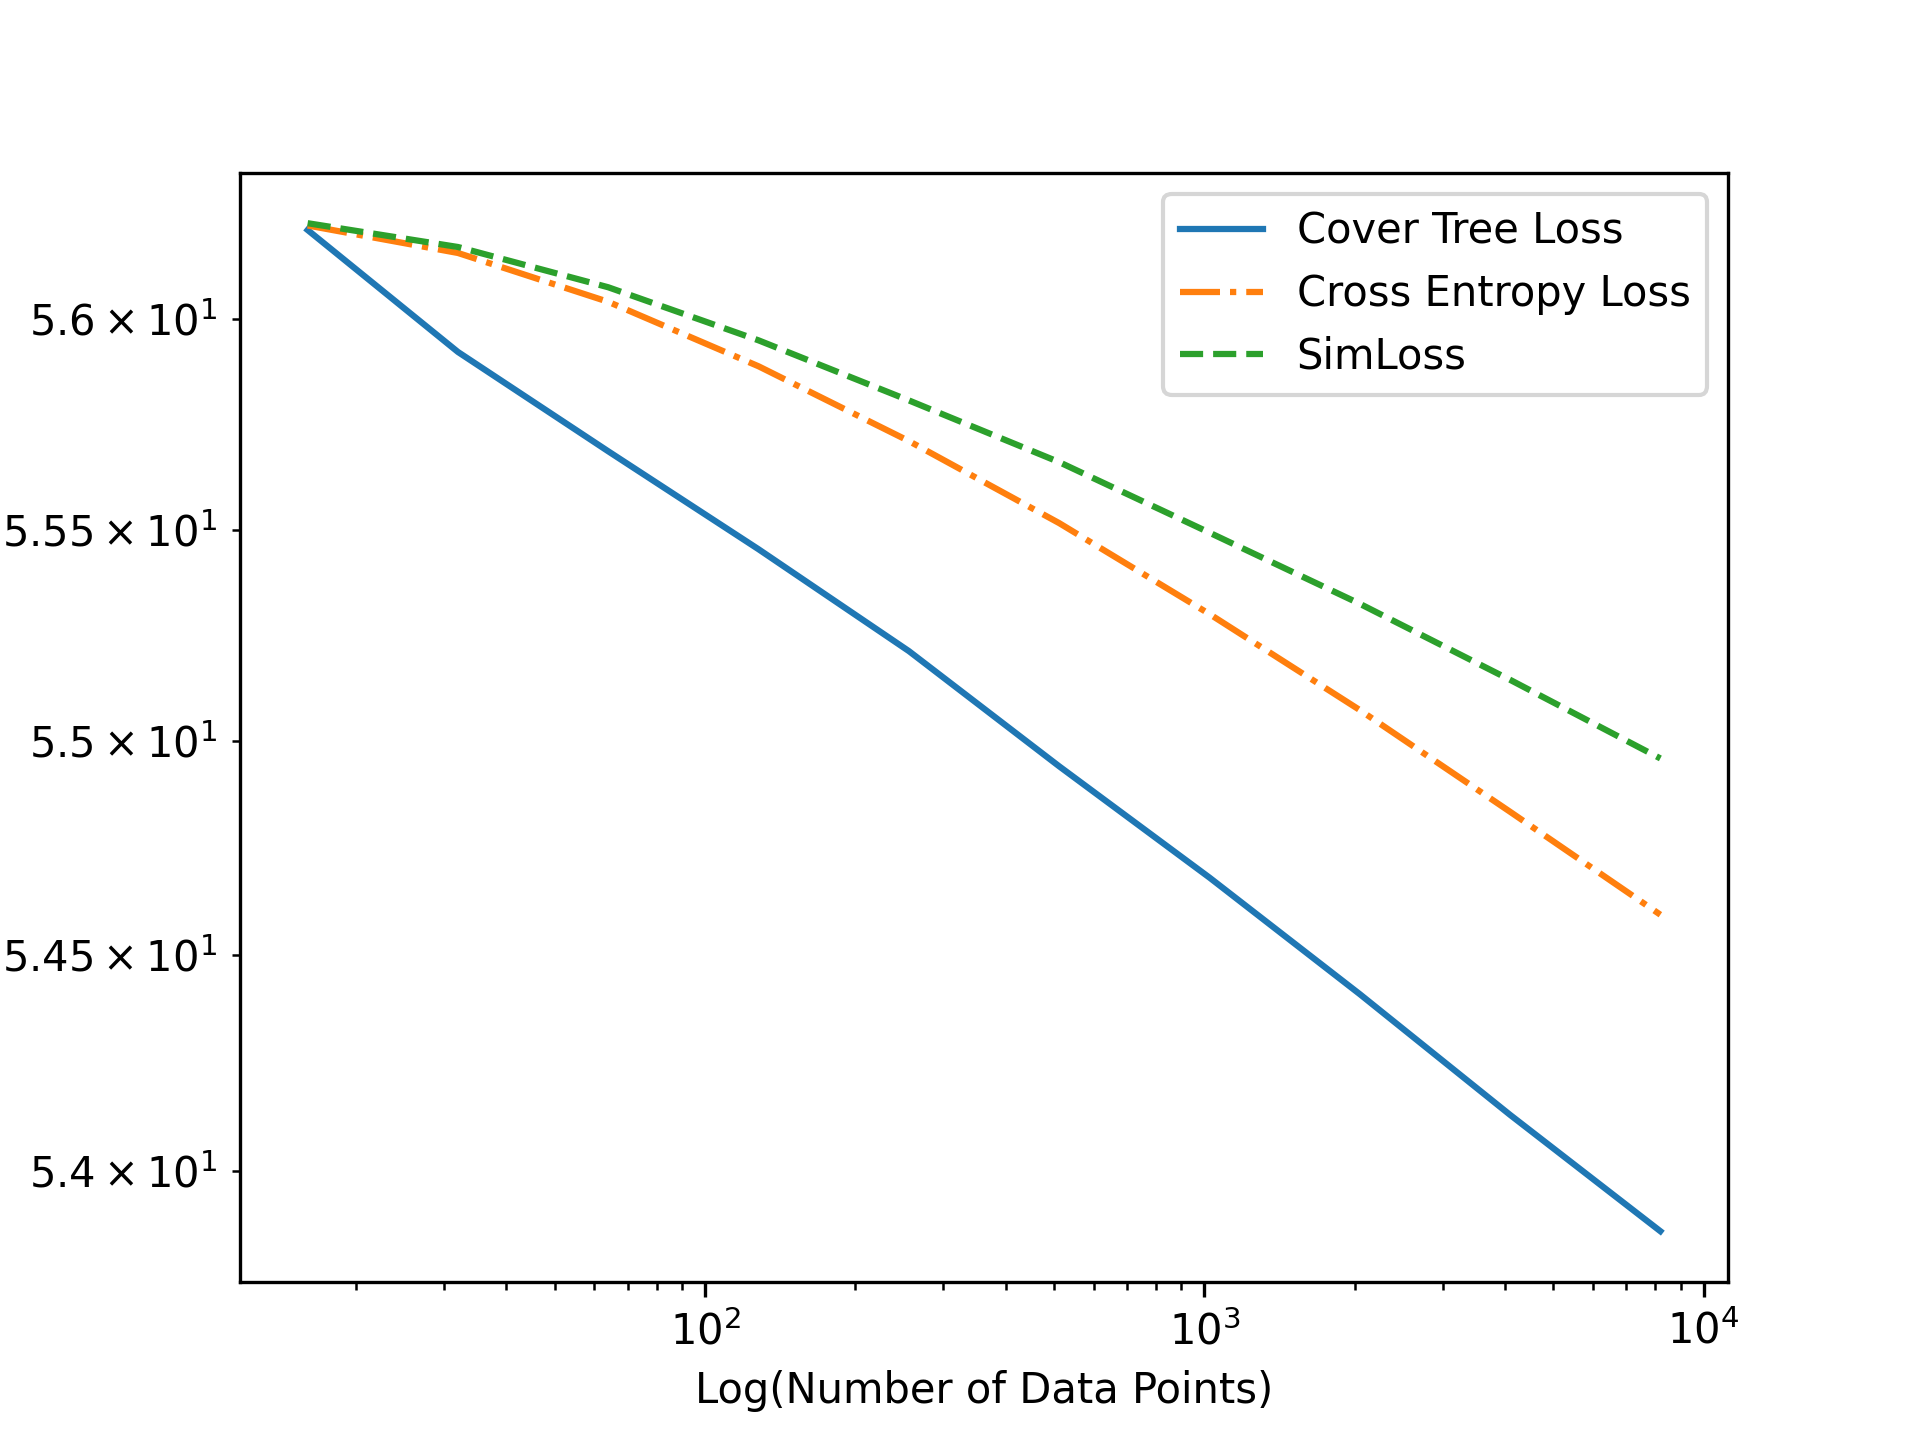 Cover Tree Loss
Cross Entropy Loss
SimLoss
5.6 × 10¹
5.55 × 10¹
5.5 × 10¹
5.45 × 10¹
5.4 × 10¹
10² 10³ 10⁴
Log(Number of Data Points)